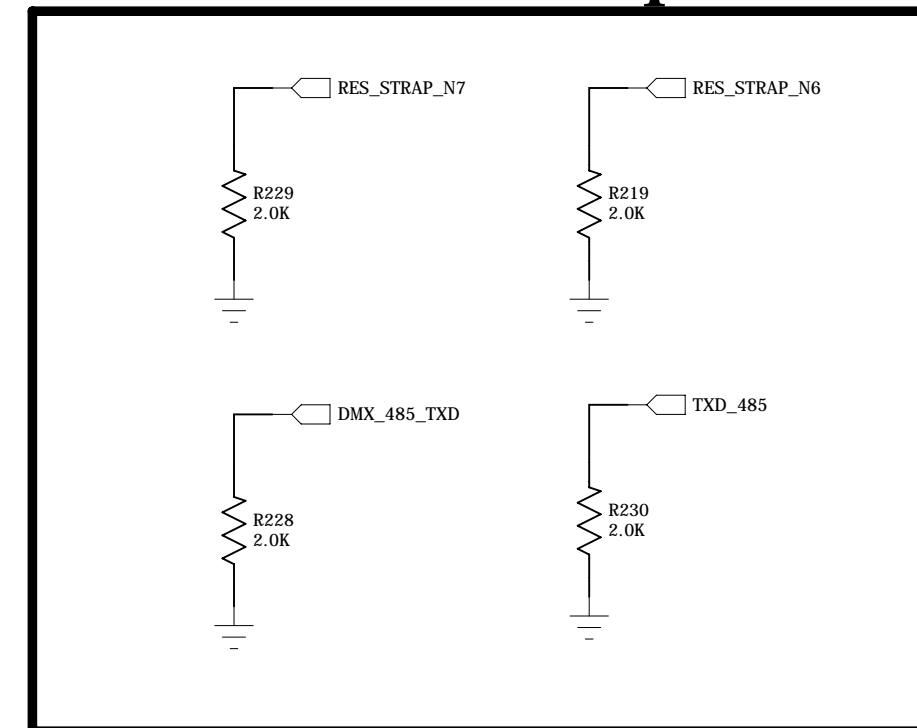 RES_STRAP_N7
R229
2.0K
RES_STRAP_N6
R219
2.0K
DMX_485_TXD
R228
2.0K
TXD_485
R230
2.0K